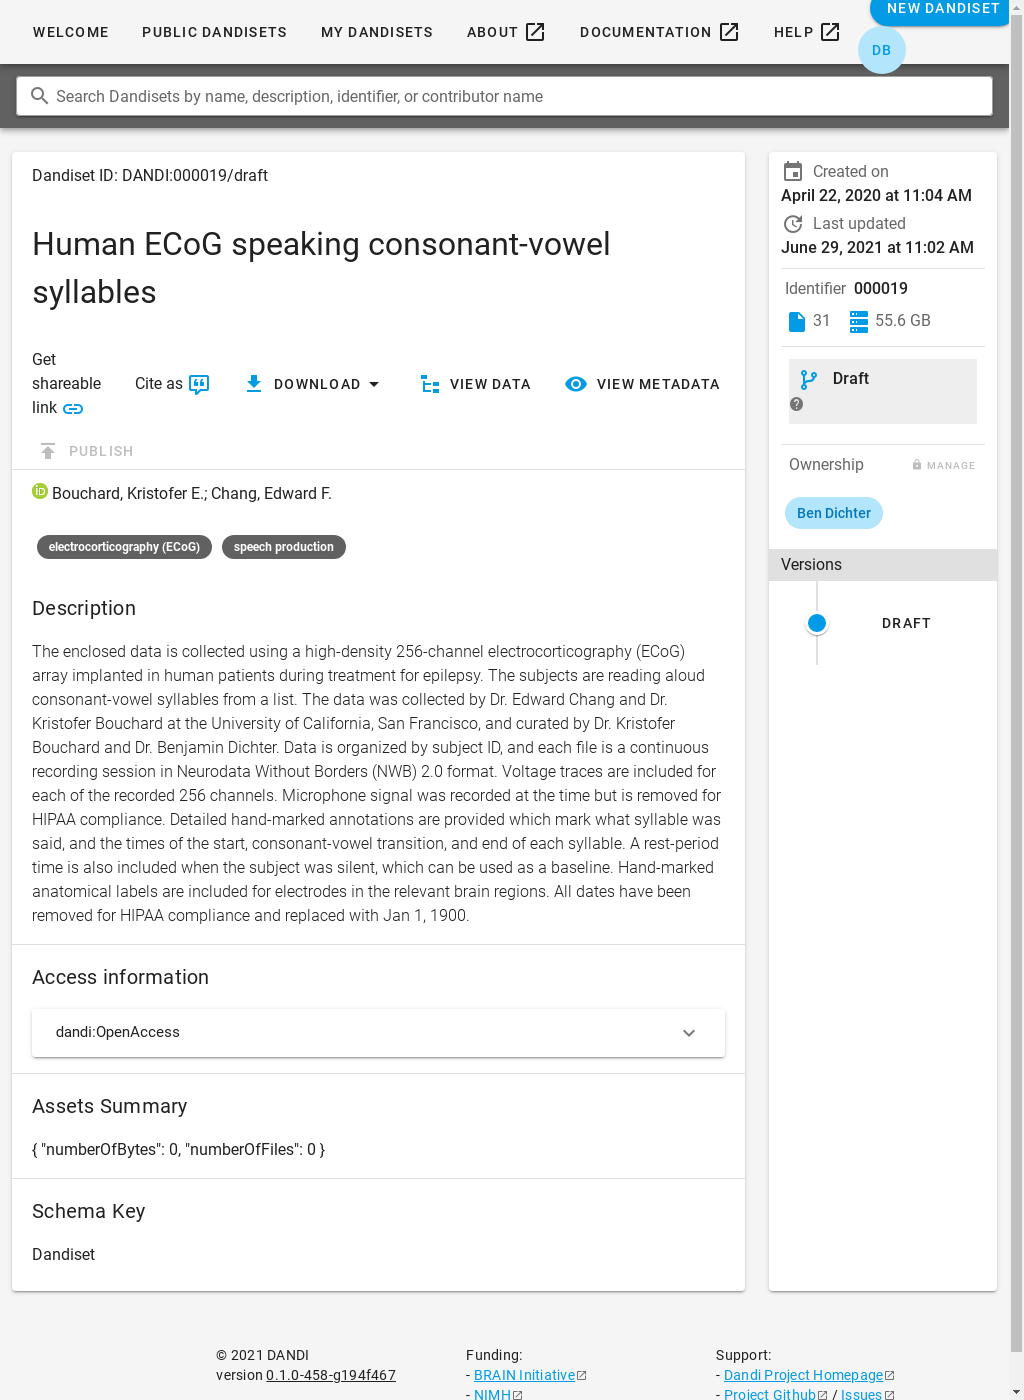 NEW DANDISET
WELCOME PUBLIC DANDISETS MY DANDISETS ABOUT DOCUMENTATION HELP
DB
Search Dandisets by name, description, identifier, or contributor name
Dandiset ID: DANDI:000019/draft
Human ECoG speaking consonant-vowel
syllables
Get
shareable
link
Cite as
DOWNLOAD
VIEW DATA
VIEW METADATA
PUBLISH
iD Bouchard, Kristofer E.; Chang, Edward F.
electrocorticography (ECoG) speech production
Description
The enclosed data is collected using a high-density 256-channel electrocorticography (ECoG)
array implanted in human patients during treatment for epilepsy. The subjects are reading aloud
consonant-vowel syllables from a list. The data was collected by Dr. Edward Chang and Dr.
Kristofer Bouchard at the University of California, San Francisco, and curated by Dr. Kristofer
Bouchard and Dr. Benjamin Dichter. Data is organized by subject ID, and each file is a continuous
recording session in Neurodata Without Borders (NWB) 2.0 format. Voltage traces are included for
each of the recorded 256 channels. Microphone signal was recorded at the time but is removed for
HIPAA compliance. Detailed hand-marked annotations are provided which mark what syllable was
said, and the times of the start, consonant-vowel transition, and end of each syllable. A rest-period
time is also included when the subject was silent, which can be used as a baseline. Hand-marked
anatomical labels are included for electrodes in the relevant brain regions. All dates have been
removed for HIPAA compliance and replaced with Jan 1, 1900.
Access information
dandi:OpenAccess
Assets Summary
{ "numberOfBytes": 0, "numberOfFiles": 0 }
Schema Key
Dandiset
Created on
April 22, 2020 at 11:04 AM
Last updated
June 29, 2021 at 11:02 AM
Identifier 000019
31 55.6 GB
Draft
?
Ownership MANAGE
Ben Dichter
Versions
DRAFT
© 2021 DANDI
version 0.1.0-458-g194f467
Funding:
- BRAIN Initiative
- NIMH
Support:
- Dandi Project Homepage
- Project Github / Issues